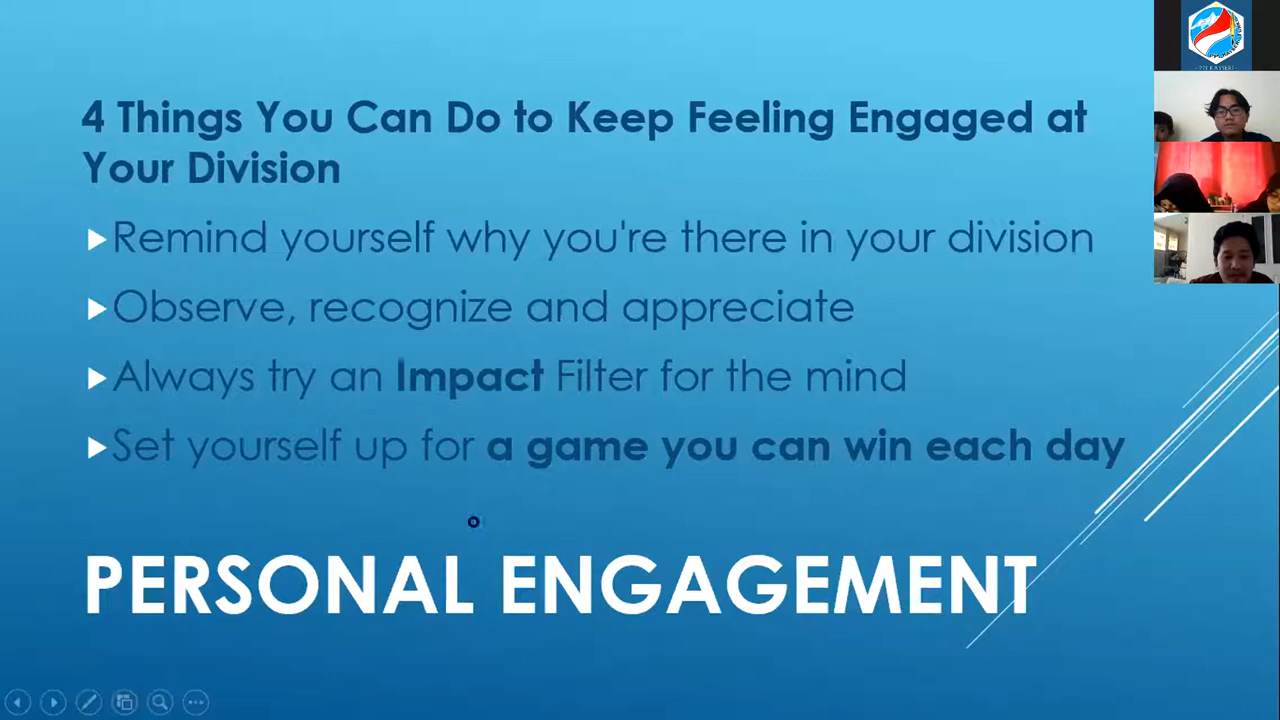 4 Things You Can Do to Keep Feeling Engaged at
Your Division
Remind yourself why you're there in your division
Observe, recognize and appreciate
Always try an Impact Filter for the mind
Set yourself up for a game you can win each day
PERSONAL ENGAGEMENT